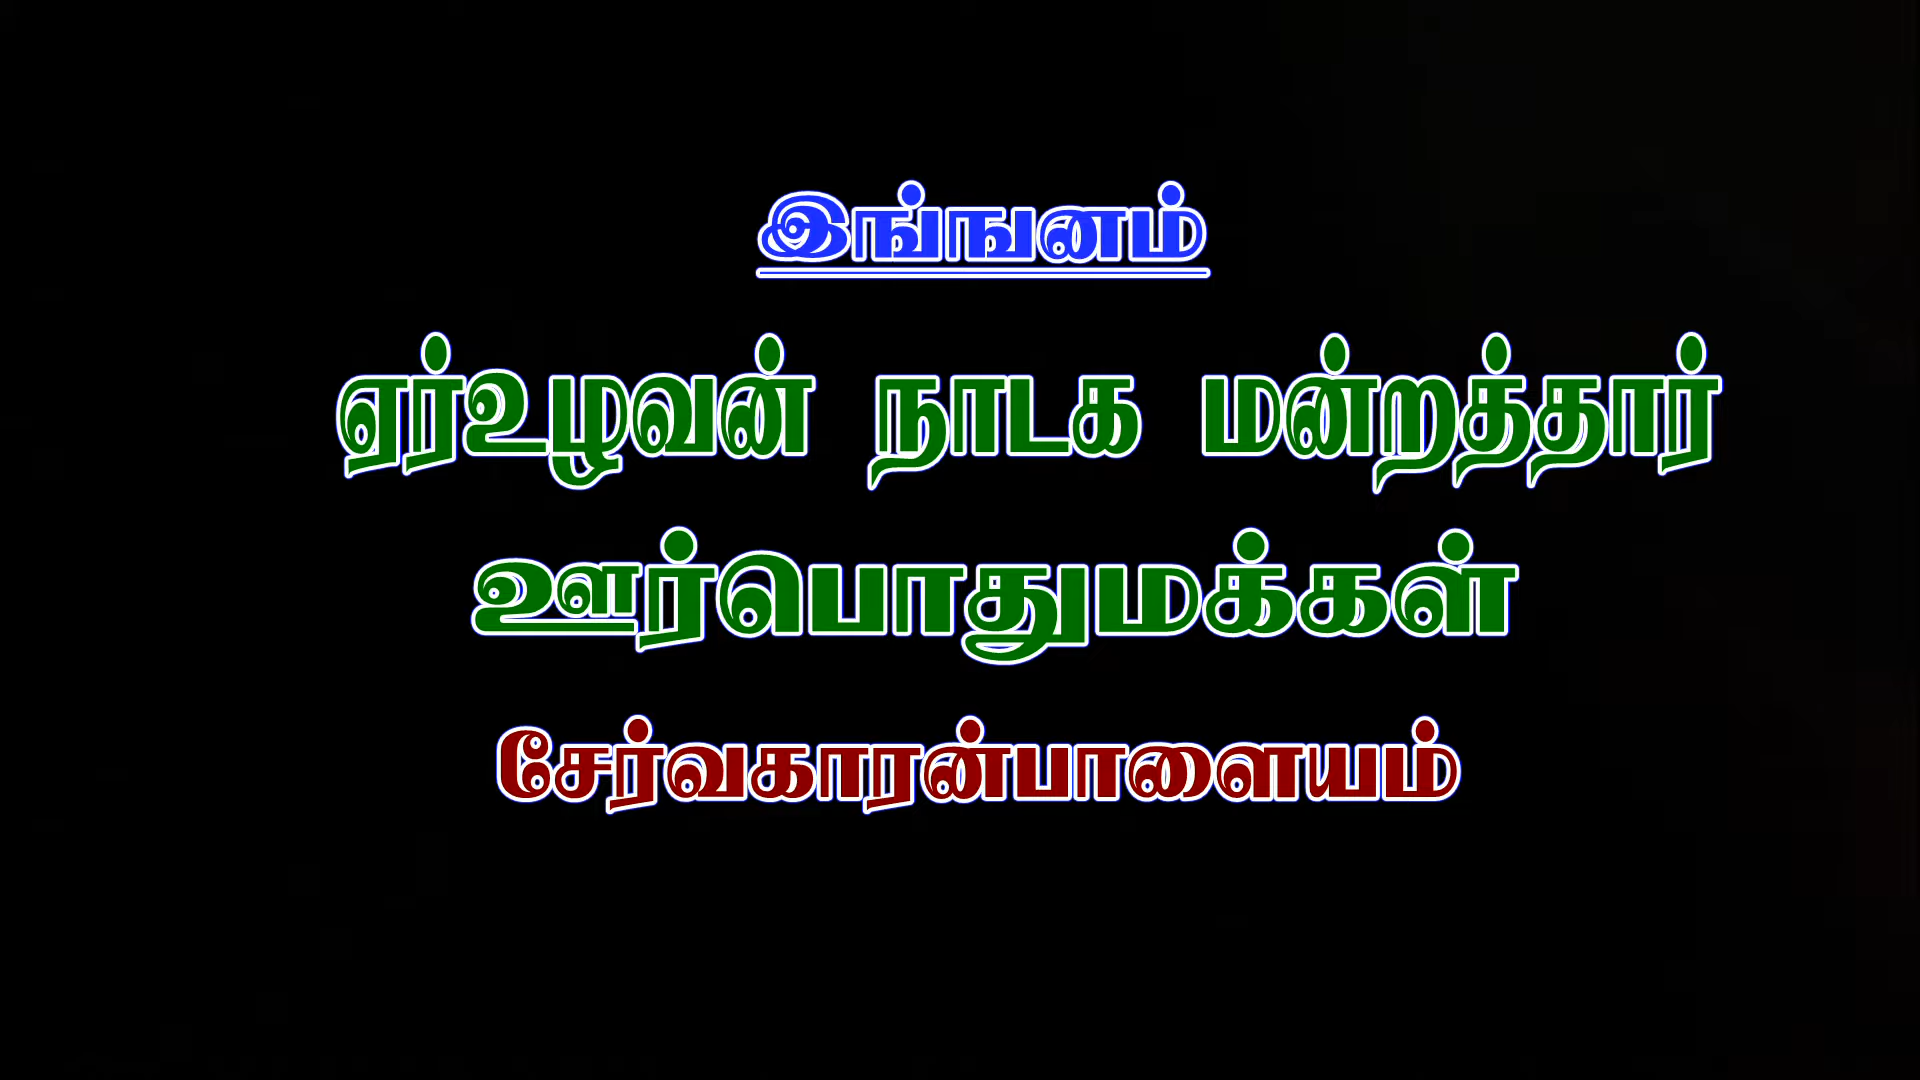 இங்ஙனம்
ஏர்உழவன் நாடக மன்றத்தார்
ஊர்பொதுமக்கள்
சேர்வகாரன்பாளையம்